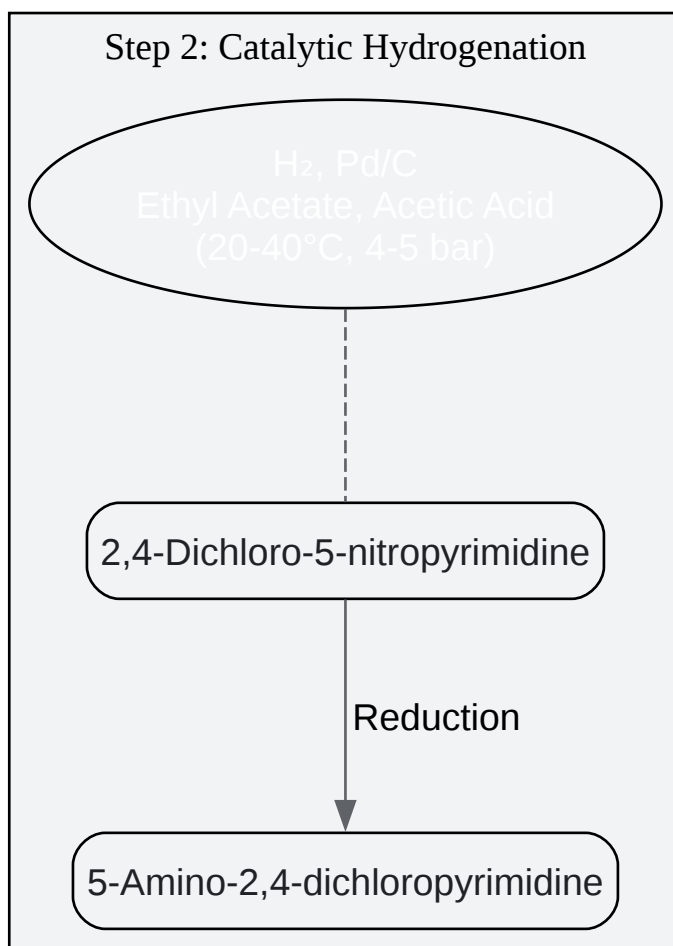 Step 2: Catalytic Hydrogenation
H₂, Pd/C
Ethyl Acetate, Acetic Acid
(20-40°C, 4-5 bar)
2,4-Dichloro-5-nitropyrimidine
Reduction
5-Amino-2,4-dichloropyrimidine